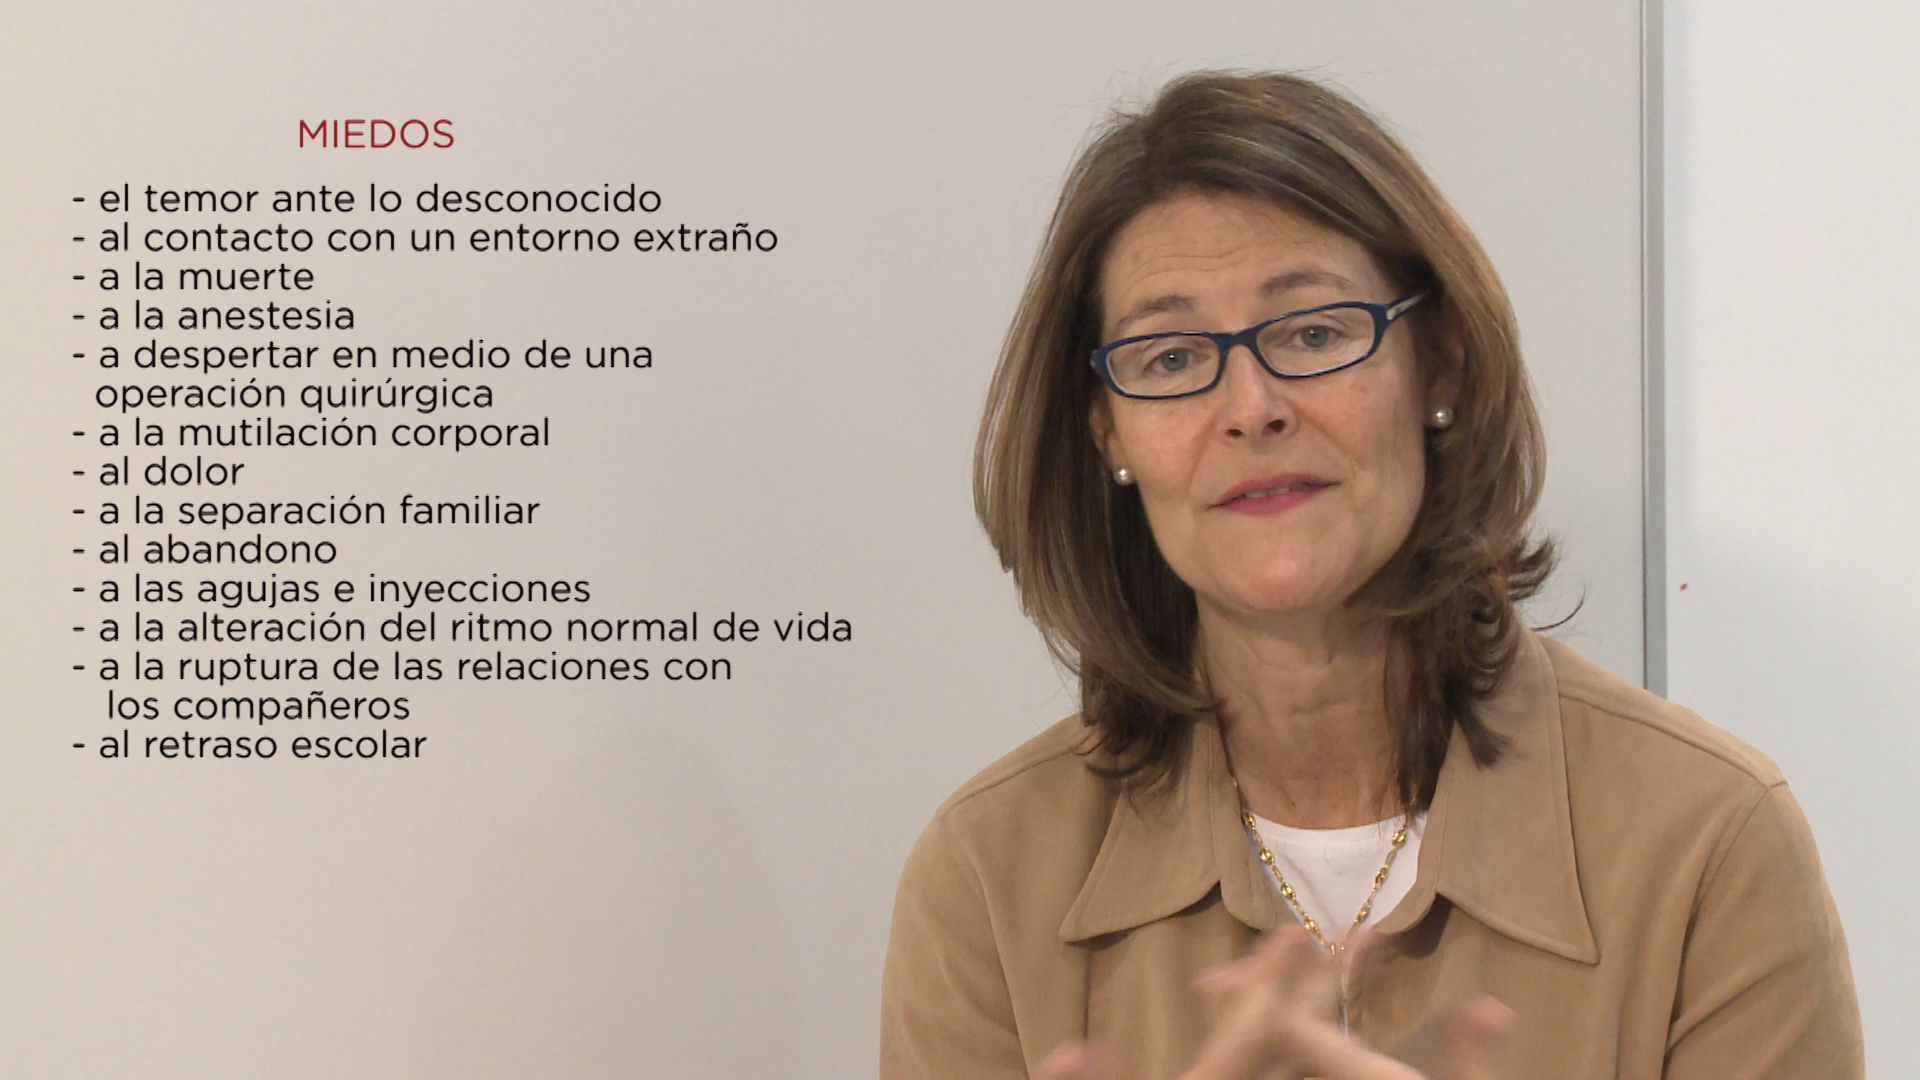 MIEDOS
- el temor ante lo desconocido
- al contacto con un entorno extraño
- a la muerte
- a la anestesia
- a despertar en medio de una
operación quirúrgica
- a la mutilación corporal
- al dolor
- a la separación familiar
- al abandono
- a las agujas e inyecciones
- a la alteración del ritmo normal de vida
- a la ruptura de las relaciones con
los compañeros
- al retraso escolar